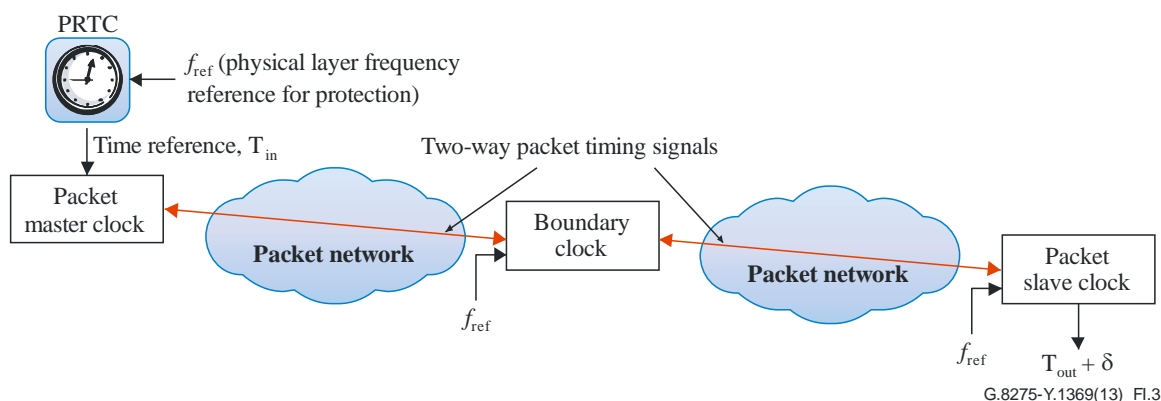 PRTC
f_ref (physical layer frequency
reference for protection)
Time reference, T_in
Two-way packet timing signals
Packet
master clock
Packet network
Boundary
clock
Packet network
Packet
slave clock
f_ref
f_ref
T_out + δ
G.8275-Y.1369(13)_FI.3